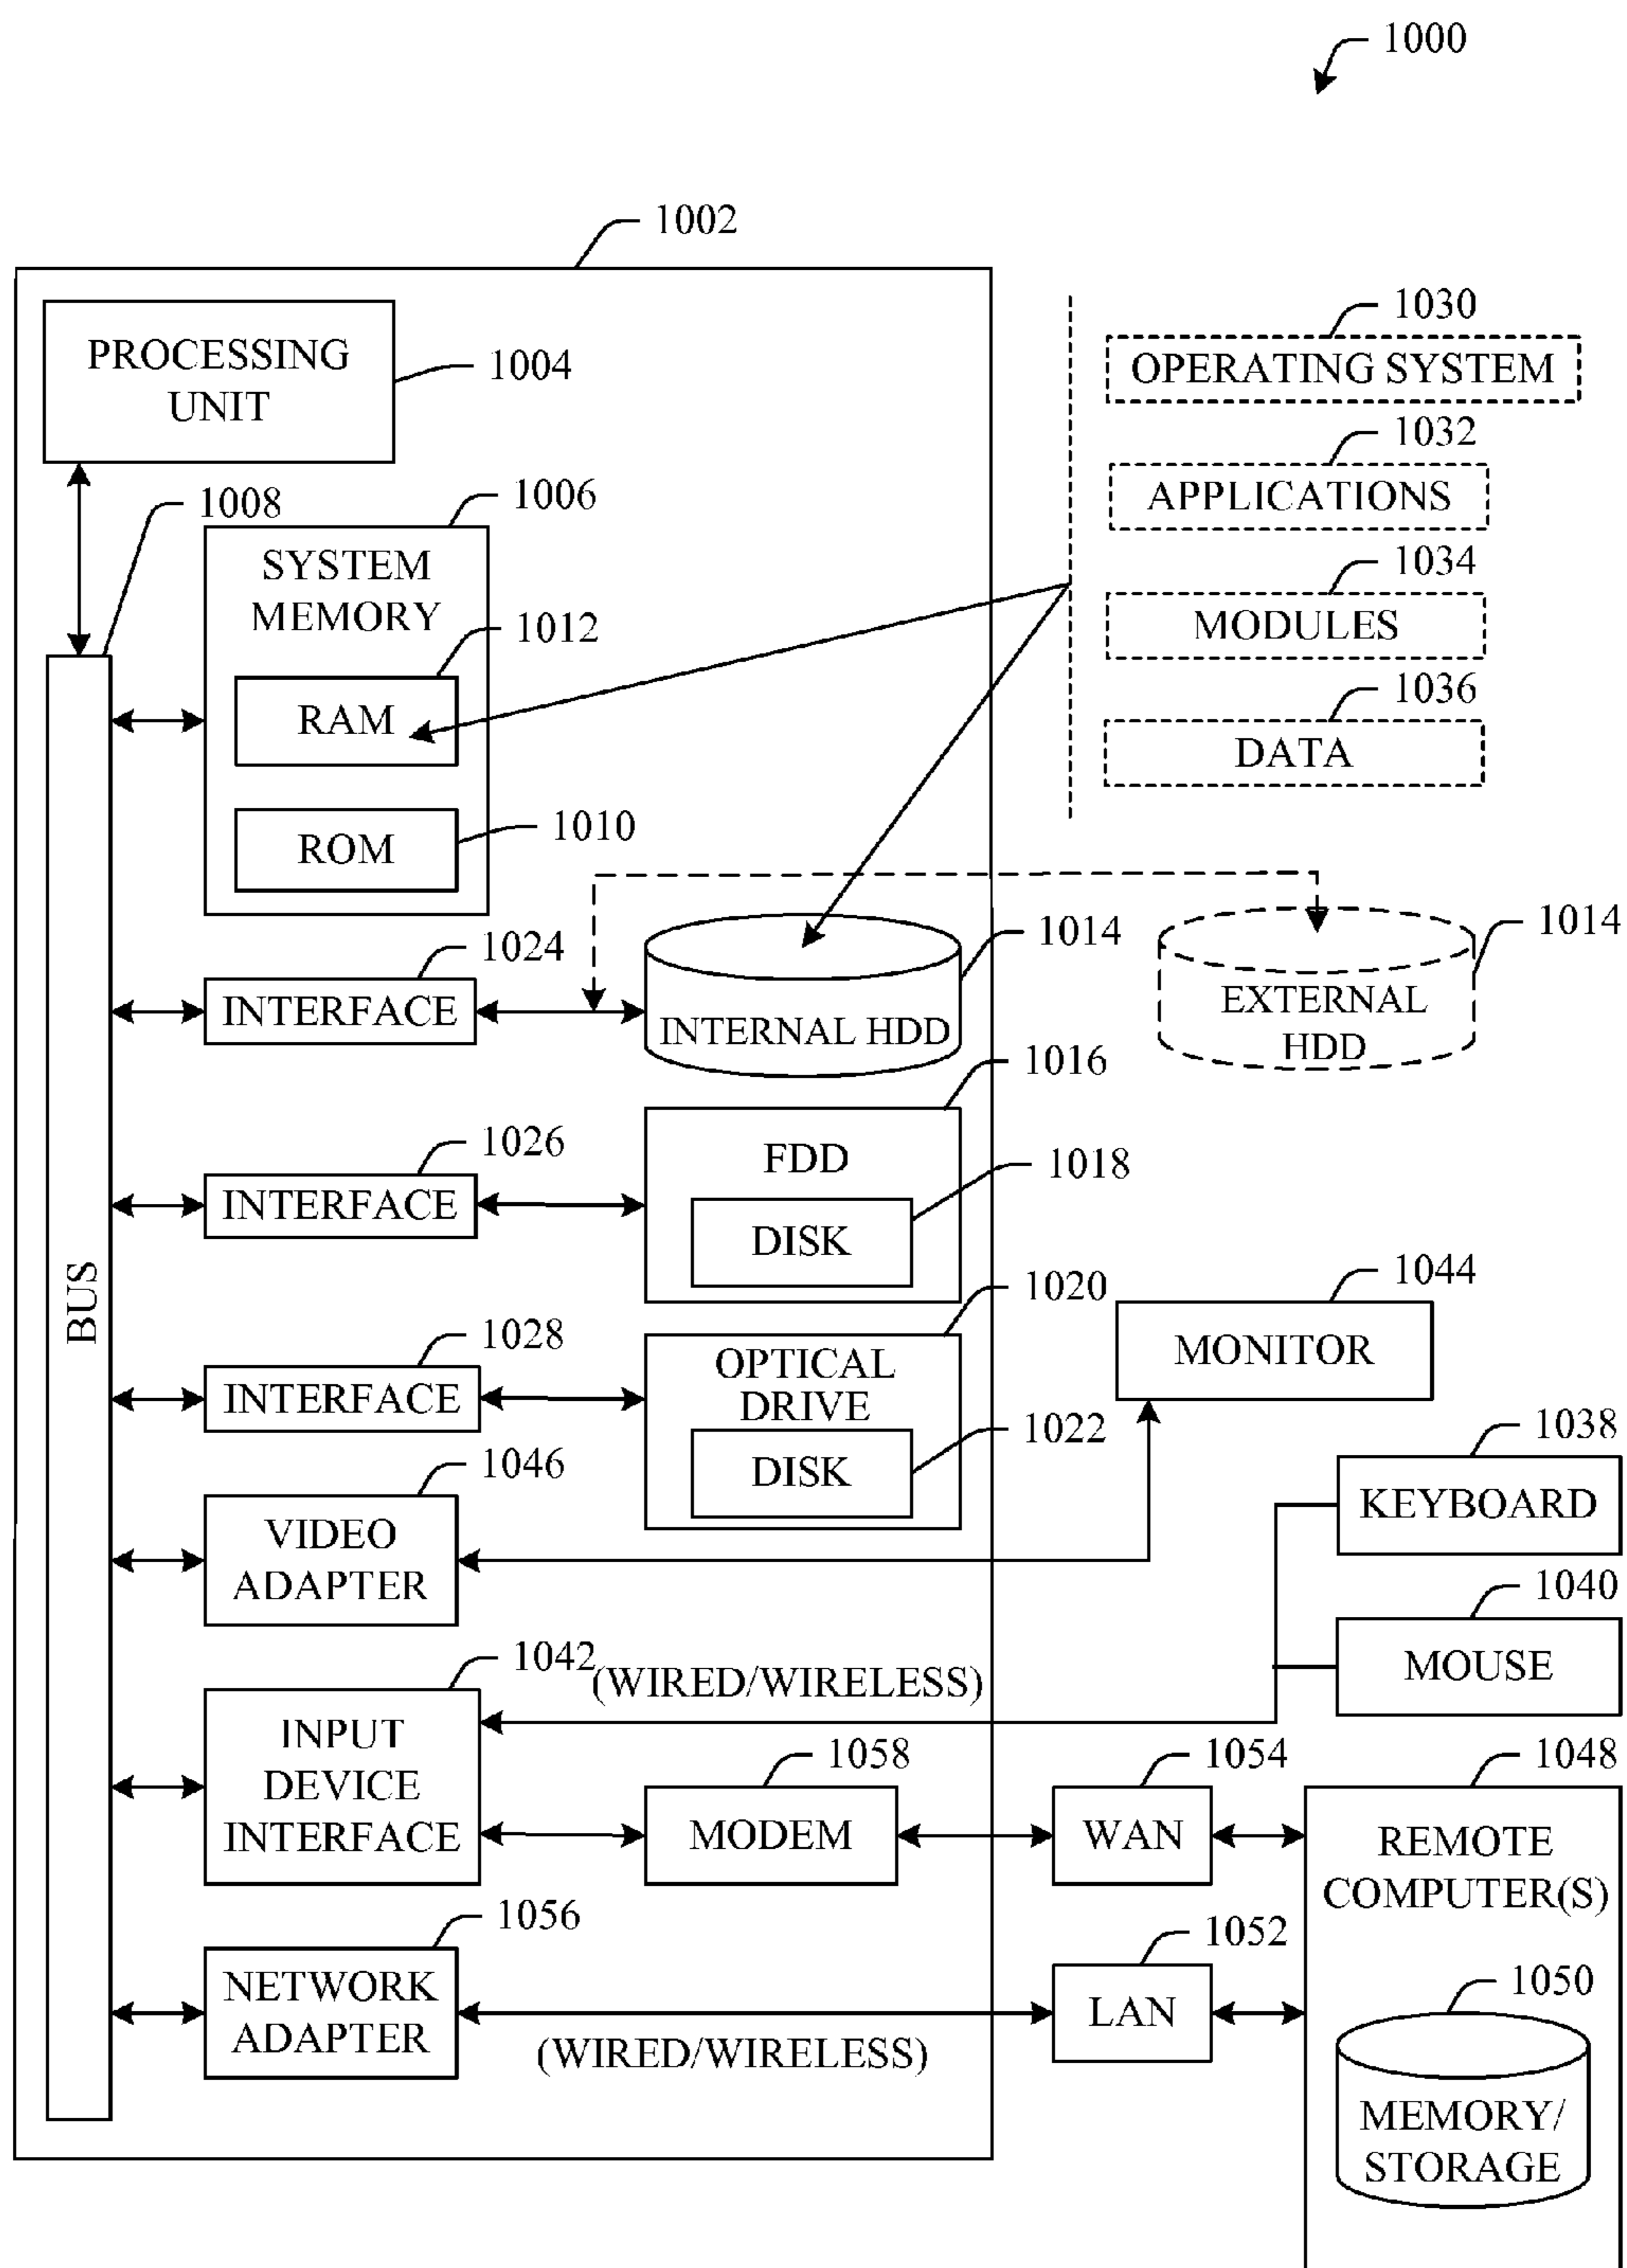 1000
1002
PROCESSING
UNIT
1004
1030
OPERATING SYSTEM
1032
APPLICATIONS
1034
MODULES
1036
DATA
1008
1006
SYSTEM
MEMORY
1012
RAM
1010
ROM
1024
INTERFACE
1014
INTERNAL HDD
1014
EXTERNAL
HDD
1026
INTERFACE
1016
FDD
1018
DISK
BUS
1028
INTERFACE
1020
OPTICAL
DRIVE
1022
DISK
1044
MONITOR
1046
VIDEO
ADAPTER
1038
KEYBOARD
1040
MOUSE
1042
(WIRED/WIRELESS)
INPUT
DEVICE
INTERFACE
1058
MODEM
1054
WAN
1048
REMOTE
COMPUTER(S)
1056
NETWORK
ADAPTER
(WIRED/WIRELESS)
1052
LAN
1050
MEMORY/
STORAGE